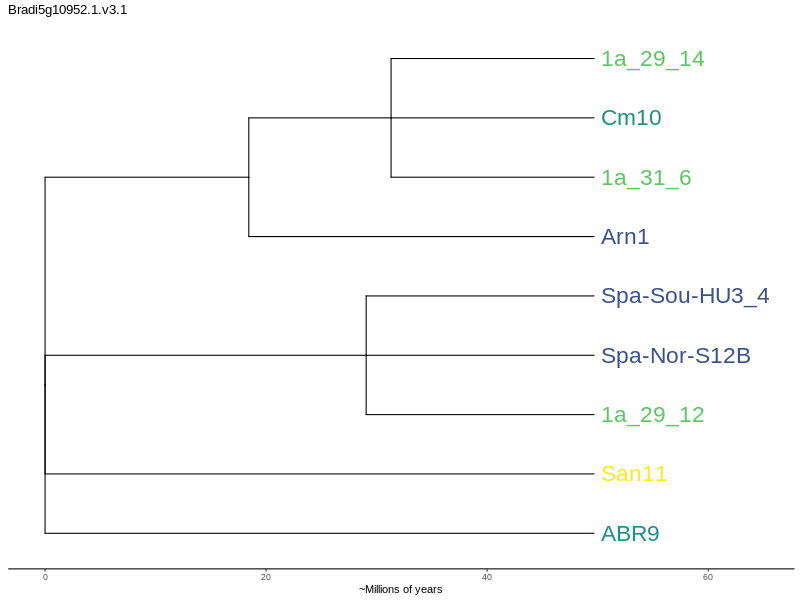 Bradi5g10952.1.v3.1
1a_29_14
Cm10
1a_31_6
Arn1
Spa-Sou-HU3_4
Spa-Nor-S12B
1a_29_12
San11
ABR9
0 20 40 60
~Millions of years